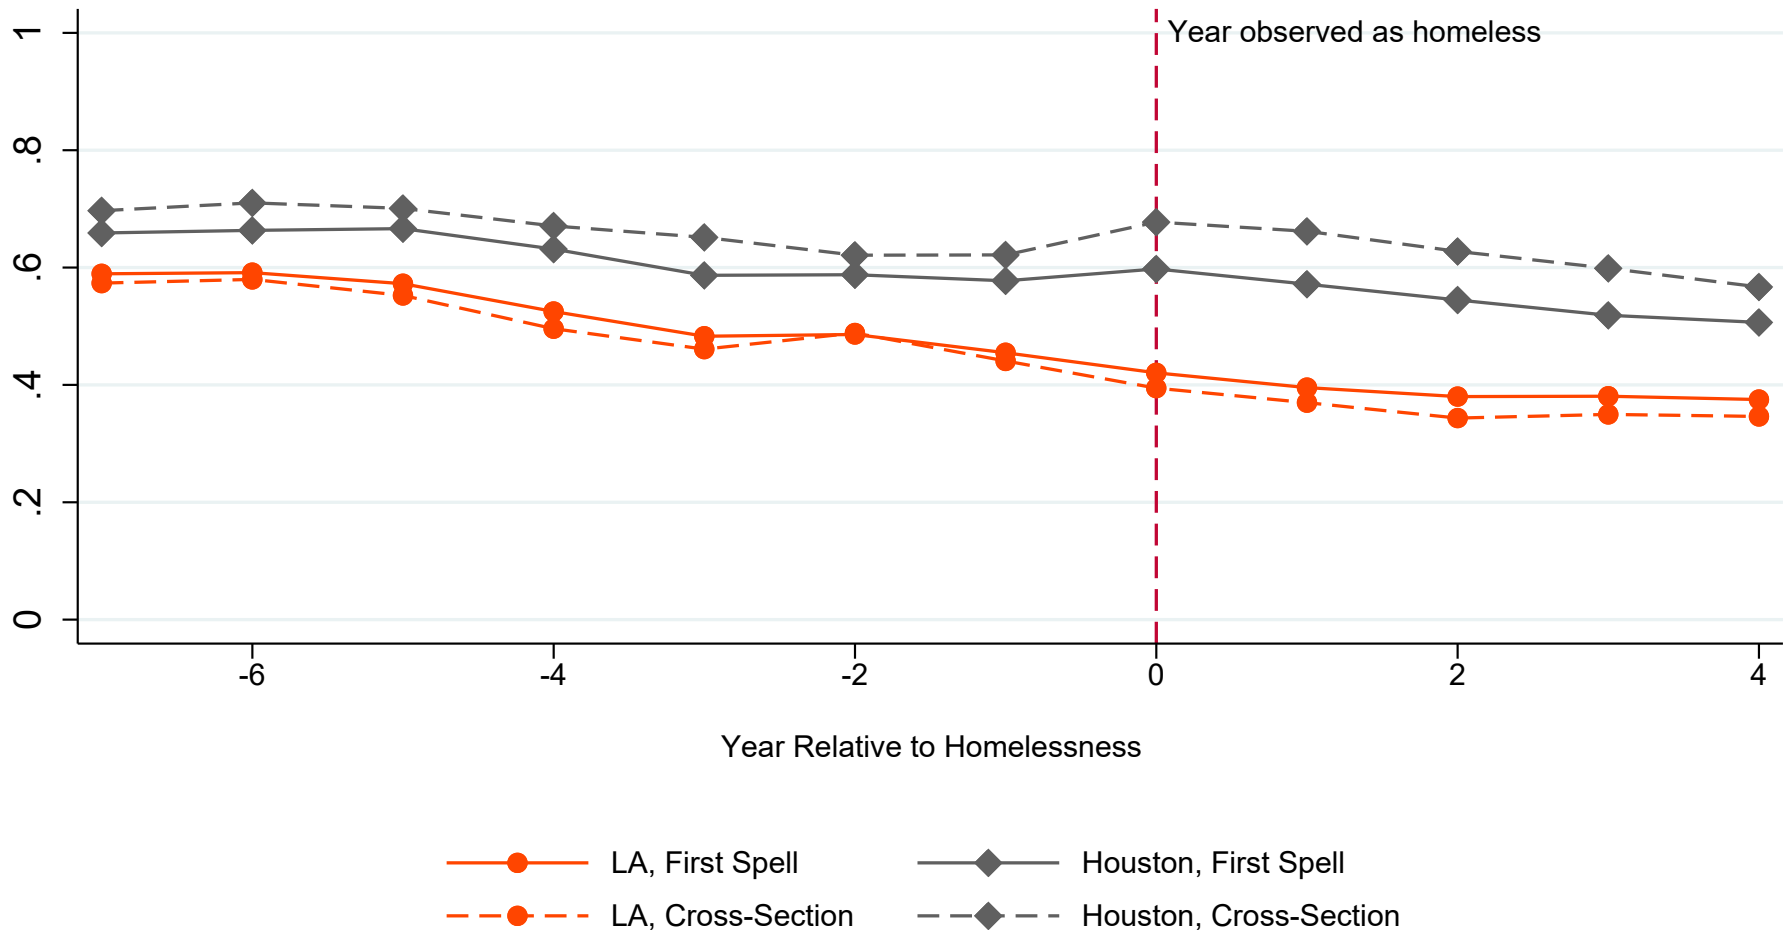 Year observed as homeless
1
.8
.6
.4
.2
0
-6 -4 -2 0 2 4
Year Relative to Homelessness
LA, First Spell Houston, First Spell
LA, Cross-Section Houston, Cross-Section